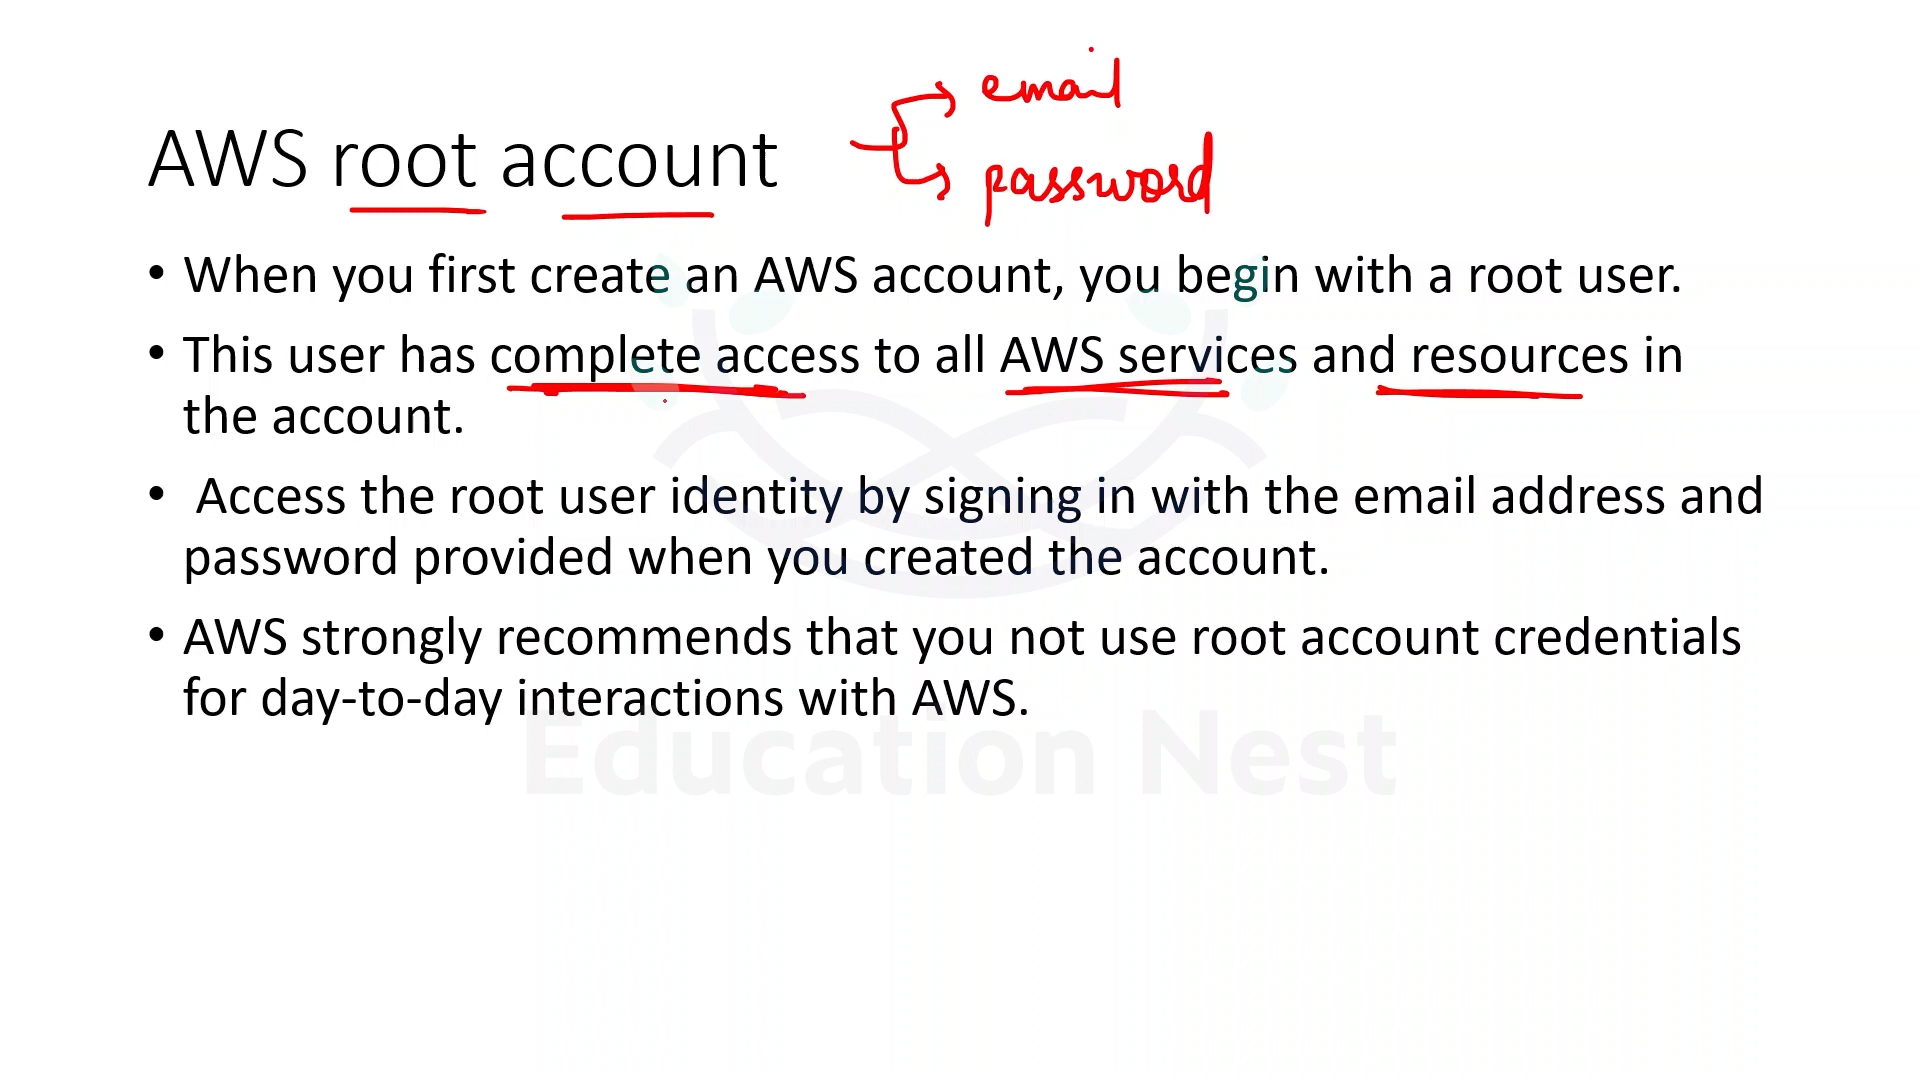 email
AWS root account
password
• When you first create an AWS account, you begin with a root user.
• This user has complete access to all AWS services and resources in
the account.
• Access the root user identity by signing in with the email address and
password provided when you created the account.
• AWS strongly recommends that you not use root account credentials
for day-to-day interactions with AWS.
Education Nest